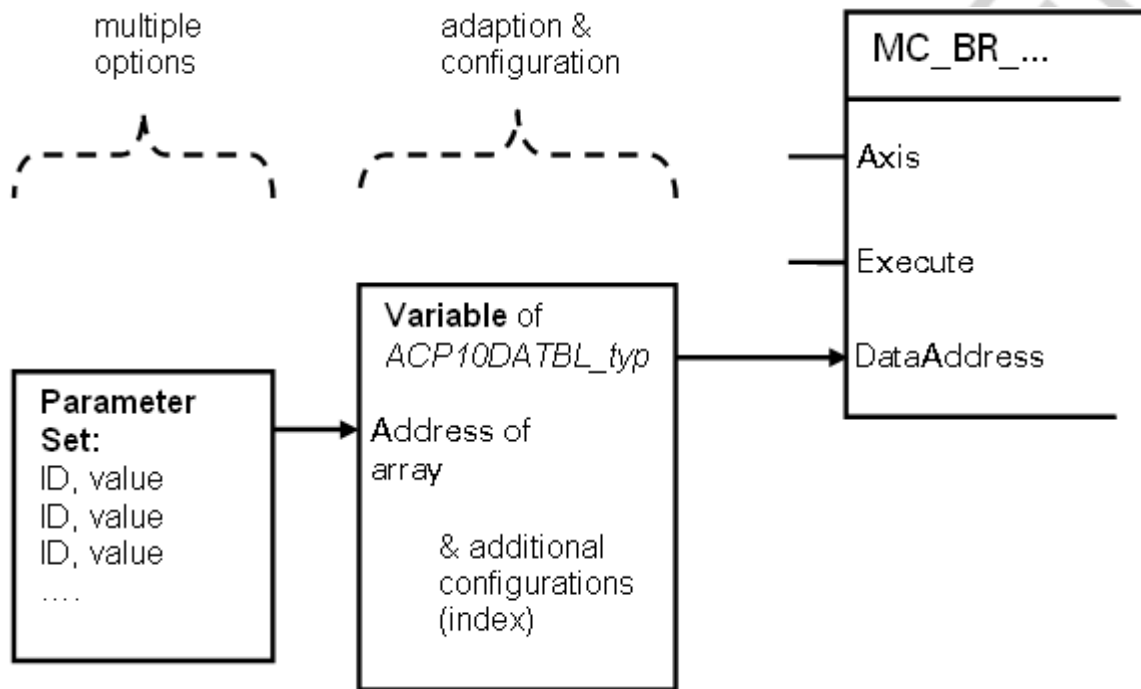 multiple
options
adaption &
configuration
MC_BR_...
Axis
Execute
DataAddress
Variable of
ACP10DATBL_typ
Address of
array
& additional
configurations
(index)
Parameter
Set:
ID, value
ID, value
ID, value
....